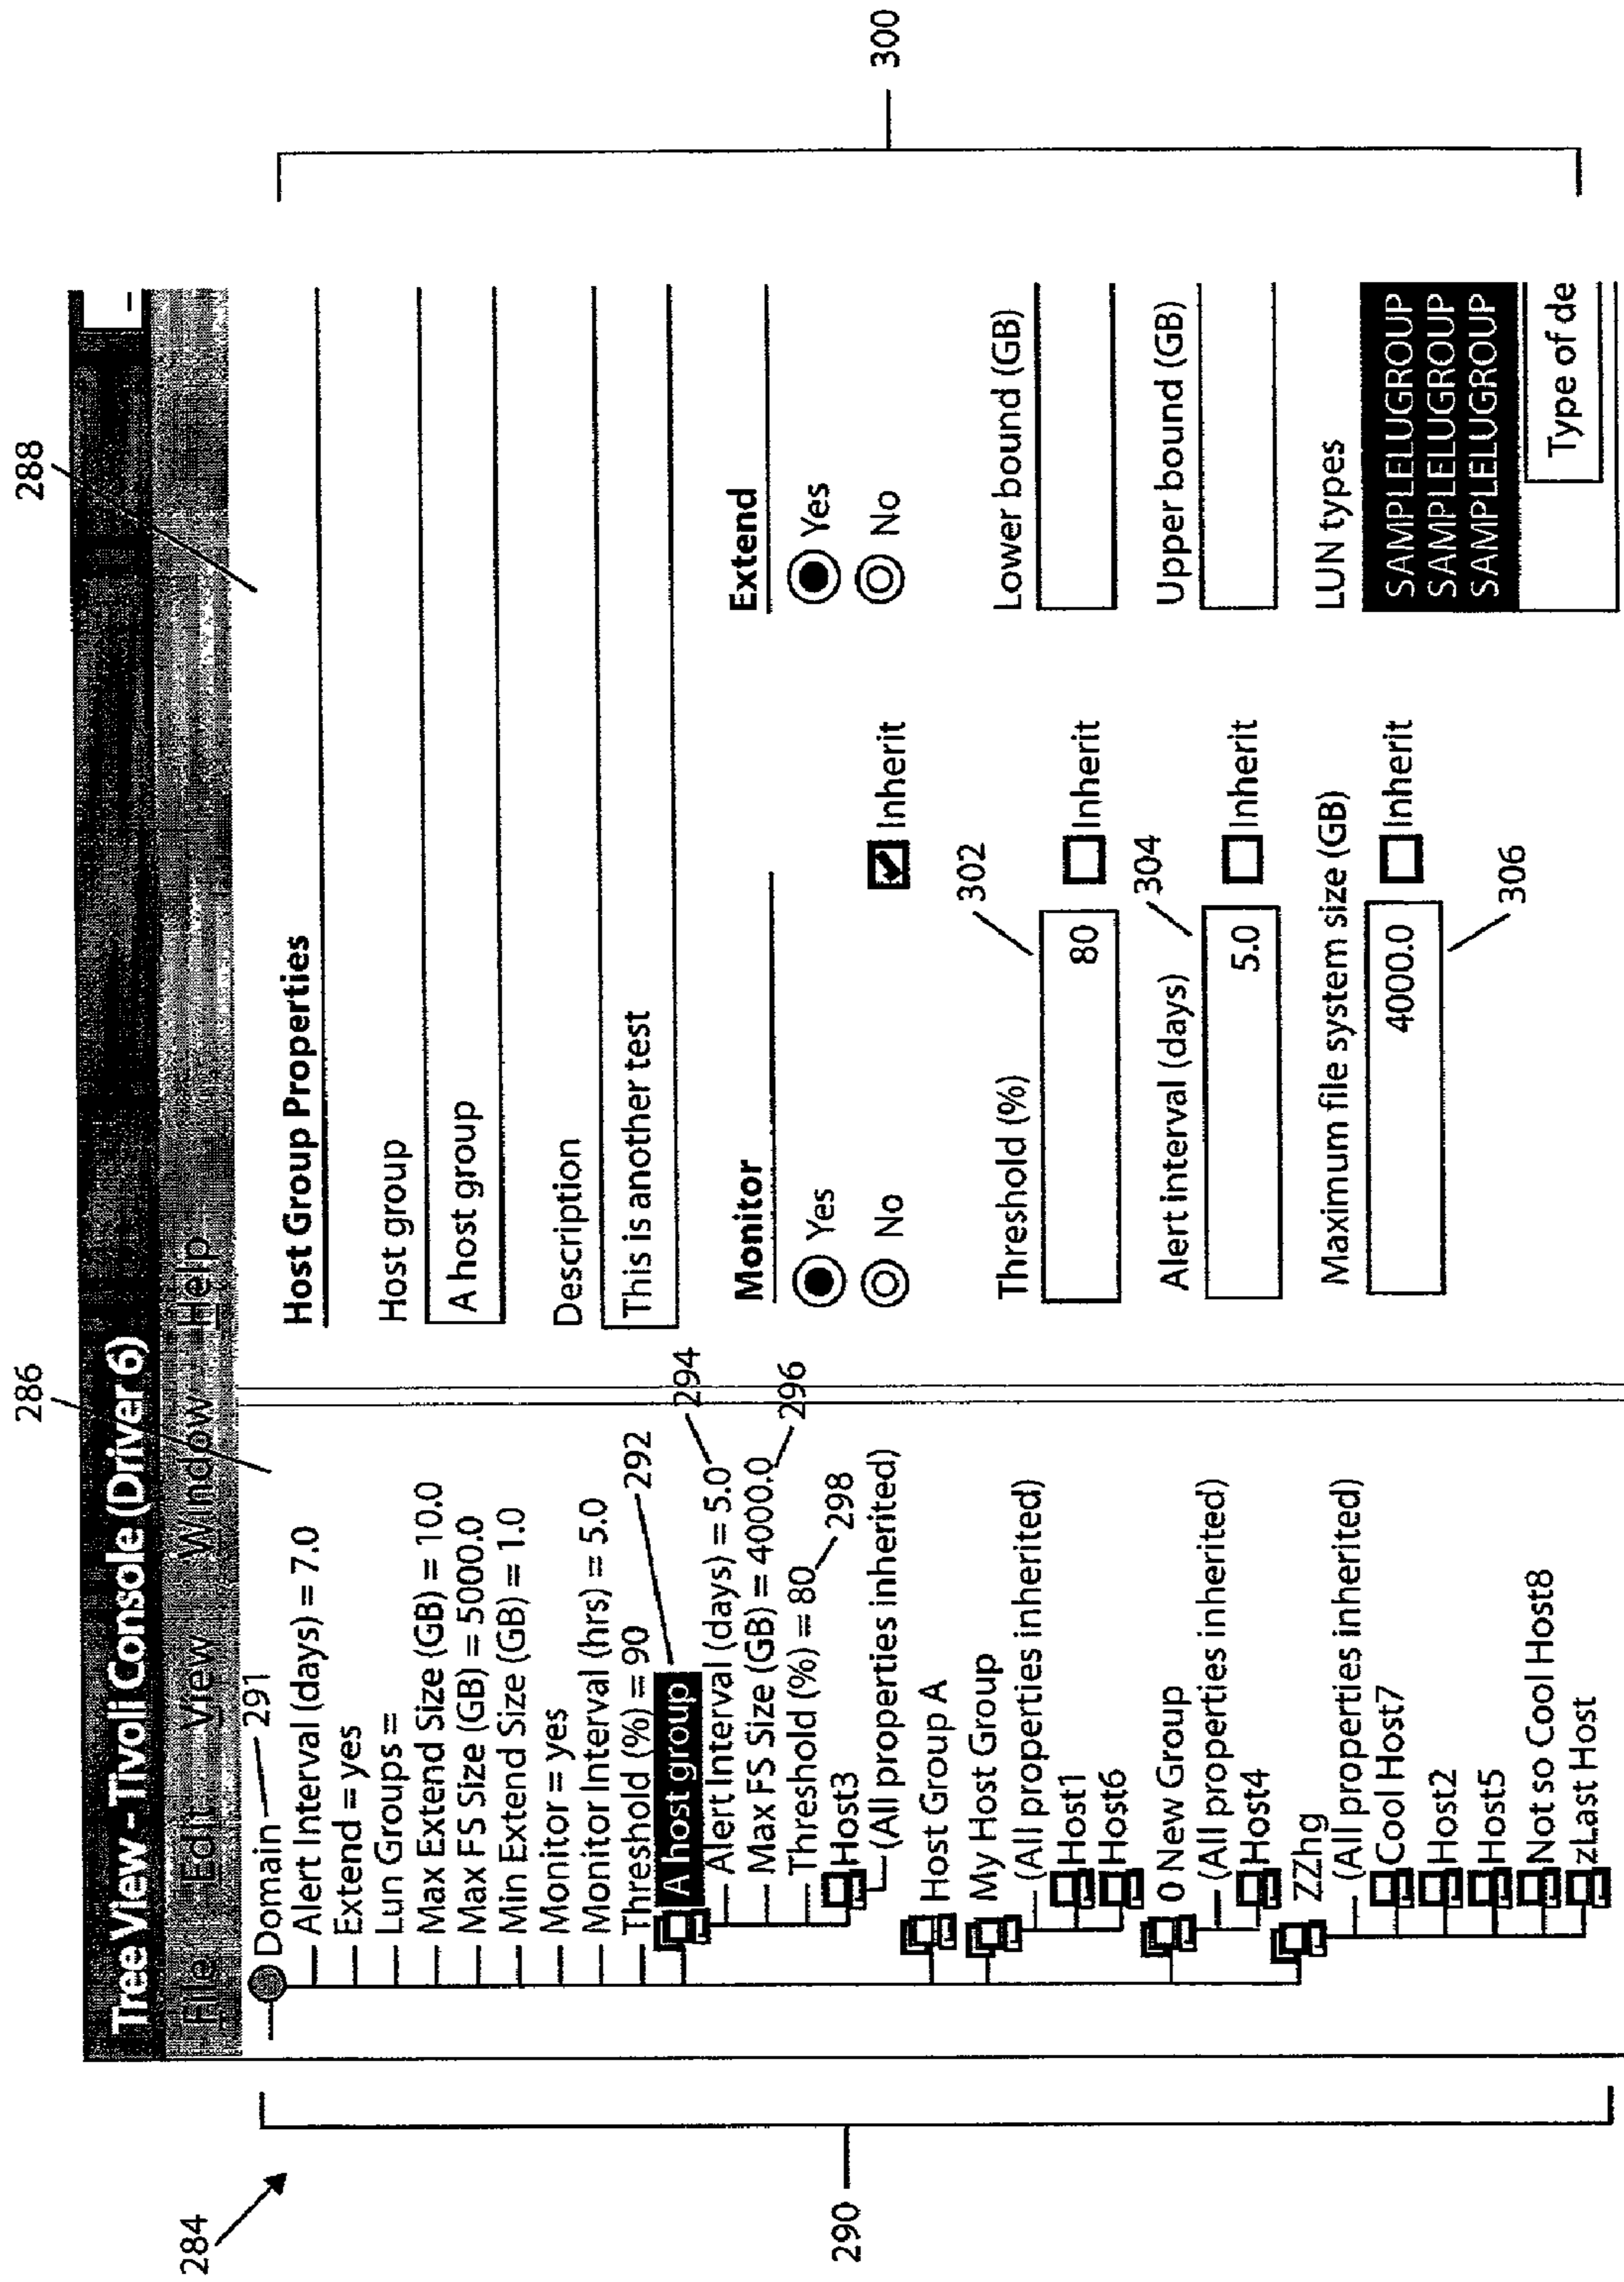 284
286
288
Tree View - Tivoli Console (Driver 6)
File Edit View Window Help
290
Domain 291
Alert Interval (days) = 7.0
Extend = yes
Lun Groups =
Max Extend Size (GB) = 10.0
Max FS Size (GB) = 5000.0
Min Extend Size (GB) = 1.0
Monitor = yes
Monitor Interval (hrs) = 5.0
Threshold (%) = 90
A host group 292
Alert Interval (days) = 5.0 294
Max FS Size (GB) = 4000.0 296
Threshold (%) = 80 298
Host3
(All properties inherited)
Host Group A
My Host Group
(All properties inherited)
Host1
Host6
0 New Group
(All properties inherited)
Host4
ZZhg
(All properties inherited)
Cool Host7
Host2
Host5
Not so Cool Host8
zLast Host
Host Group Properties
Host group
A host group
Description
This is another test
Monitor
Yes
No
Inherit
Threshold (%)
302
80
Inherit
Alert interval (days)
304
5.0
Inherit
Maximum file system size (GB)
4000.0
Inherit
306
Extend
Yes
No
Lower bound (GB)
Upper bound (GB)
LUN types
SAMPLELUGROUP
SAMPLELUGROUP
SAMPLELUGROUP
Type of de
300